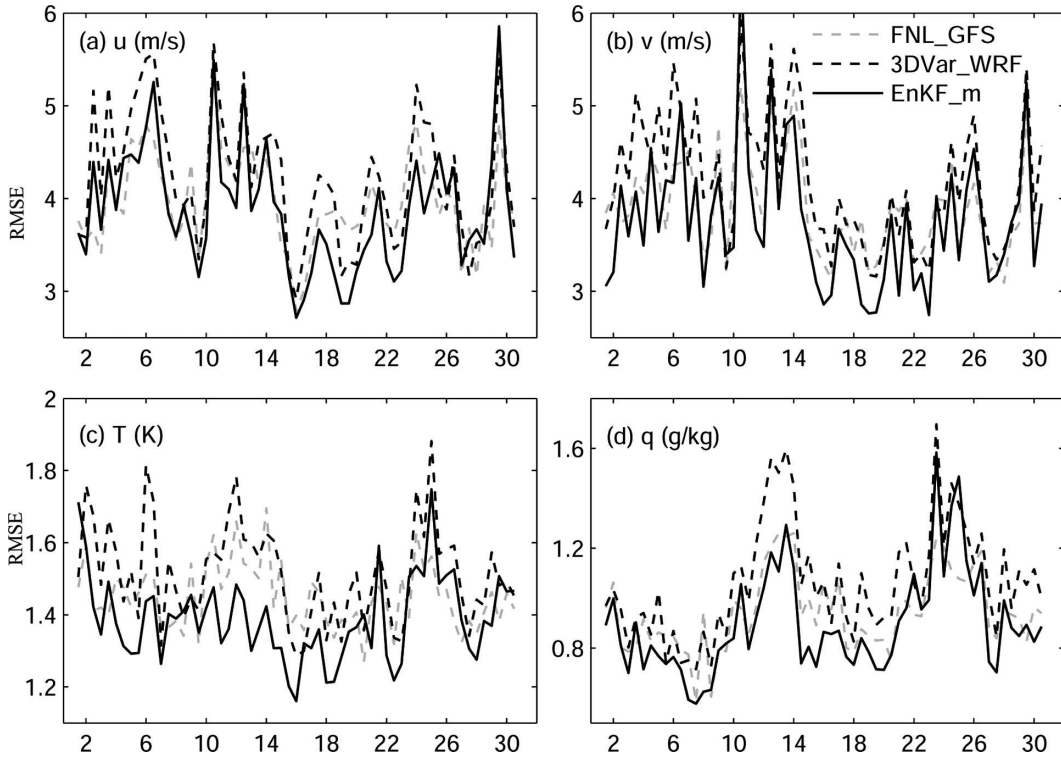 6
5
4
3
RMSE
(a) u (m/s)
2 6 10 14 18 22 26 30
6
5
4
3
(b) v (m/s)
FNL_GFS
3DVar_WRF
EnKF_m
2 6 10 14 18 22 26 30
2
1.8
1.6
1.4
1.2
RMSE
(c) T (K)
2 6 10 14 18 22 26 30
1.6
1.2
0.8
(d) q (g/kg)
2 6 10 14 18 22 26 30